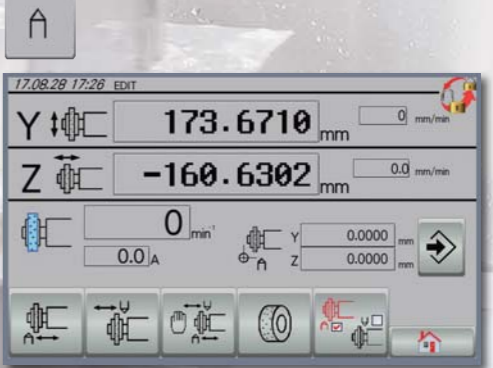 17.08.28 17:26 EDIT
Y 173.6710 mm 0 mm/min
Z -160.6302 mm 0.0 mm/min
0 min⁻¹
0.0 A
Y 0.0000 mm
A Z 0.0000 mm